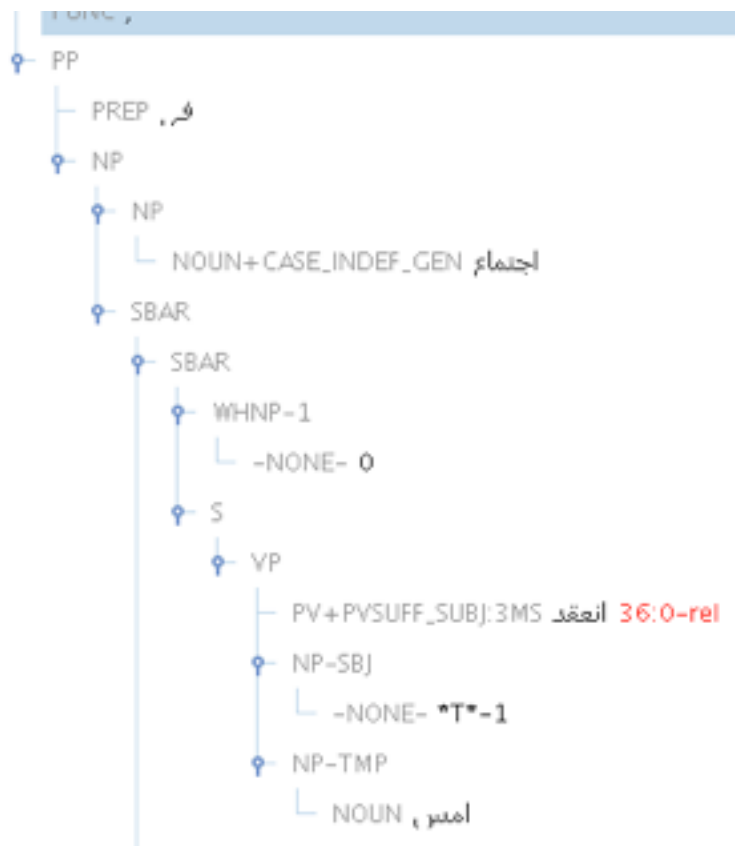 FUNC ,
PP
PREP في
NP
NP
NOUN+CASE_INDEF_GEN اجتماع
SBAR
SBAR
WHNP-1
-NONE- 0
S
VP
PV+PVSUFF_SUBJ:3MS انعقد 36:0-rel
NP-SBJ
-NONE- *T*-1
NP-TMP
NOUN امس